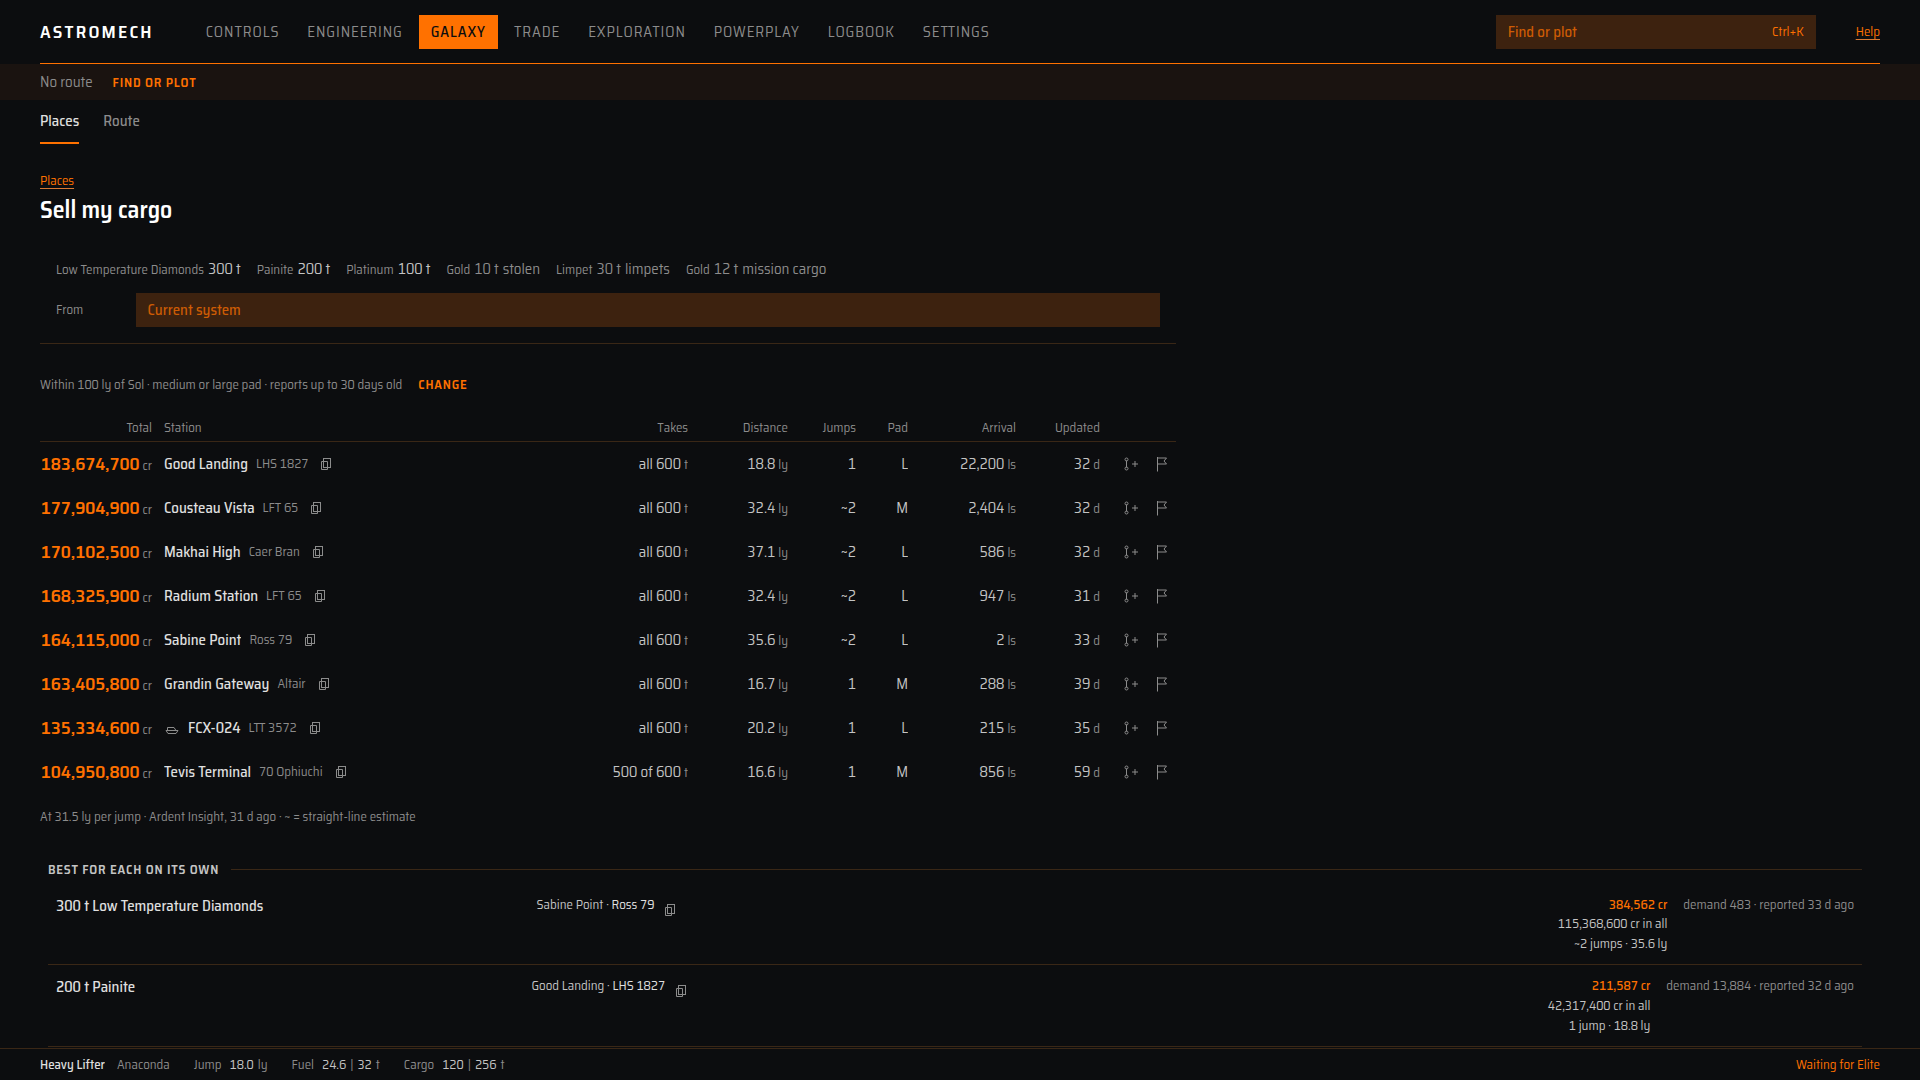 ASTROMECH CONTROLS ENGINEERING GALAXY TRADE EXPLORATION POWERPLAY LOGBOOK SETTINGS Find or plot Ctrl+K Help
No route FIND OR PLOT
Places Route
Places
Sell my cargo
Low Temperature Diamonds 300 t Painite 200 t Platinum 100 t Gold 10 t stolen Limpet 30 t limpets Gold 12 t mission cargo
From Current system
Within 100 ly of Sol · medium or large pad · reports up to 30 days old CHANGE
Total Station Takes Distance Jumps Pad Arrival Updated
183,674,700 cr Good Landing LHS 1827 all 600 t 18.8 ly 1 L 22,200 ls 32 d
177,904,900 cr Cousteau Vista LFT 65 all 600 t 32.4 ly ~2 M 2,404 ls 32 d
170,102,500 cr Makhai High Caer Bran all 600 t 37.1 ly ~2 L 586 ls 32 d
168,325,900 cr Radium Station LFT 65 all 600 t 32.4 ly ~2 L 947 ls 31 d
164,115,000 cr Sabine Point Ross 79 all 600 t 35.6 ly ~2 L 2 ls 33 d
163,405,800 cr Grandin Gateway Altair all 600 t 16.7 ly 1 M 288 ls 39 d
135,334,600 cr FCX-024 LTT 3572 all 600 t 20.2 ly 1 L 215 ls 35 d
104,950,800 cr Tevis Terminal 70 Ophiuchi 500 of 600 t 16.6 ly 1 M 856 ls 59 d
At 31.5 ly per jump · Ardent Insight, 31 d ago · ~ = straight-line estimate
BEST FOR EACH ON ITS OWN
300 t Low Temperature Diamonds Sabine Point · Ross 79 384,562 cr demand 483 · reported 33 d ago
115,368,600 cr in all
~2 jumps · 35.6 ly
200 t Painite Good Landing · LHS 1827 211,587 cr demand 13,884 · reported 32 d ago
42,317,400 cr in all
1 jump · 18.8 ly
Heavy Lifter Anaconda Jump 18.0 ly Fuel 24.6 | 32 t Cargo 120 | 256 t Waiting for Elite